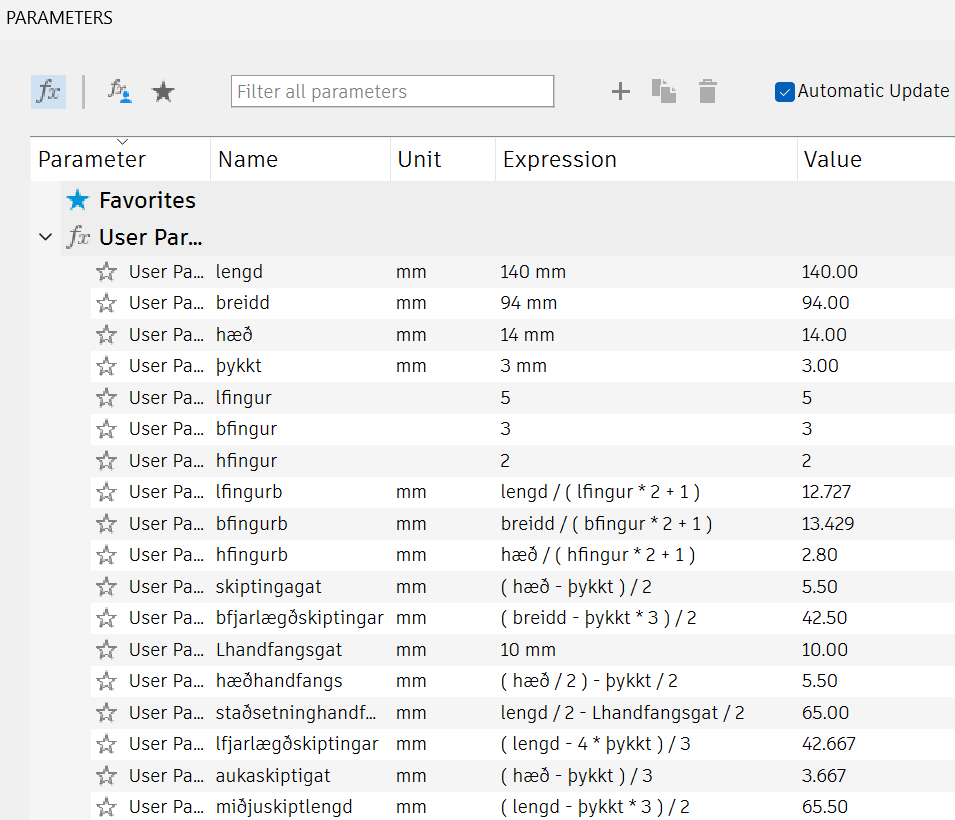 PARAMETERS
fx fx Filter all parameters + Automatic Update
Parameter Name Unit Expression Value
Favorites
fx User Par...
User Pa... lengd mm 140 mm 140.00
User Pa... breidd mm 94 mm 94.00
User Pa... hæð mm 14 mm 14.00
User Pa... þykkt mm 3 mm 3.00
User Pa... lfingur 5 5
User Pa... bfingur 3 3
User Pa... hfingur 2 2
User Pa... lfingurb mm lengd / ( lfingur * 2 + 1 ) 12.727
User Pa... bfingurb mm breidd / ( bfingur * 2 + 1 ) 13.429
User Pa... hfingurb mm hæð / ( hfingur * 2 + 1 ) 2.80
User Pa... skiptingagat mm ( hæð - þykkt ) / 2 5.50
User Pa... bfjarlægðskiptingar mm ( breidd - þykkt * 3 ) / 2 42.50
User Pa... Lhandfangsgat mm 10 mm 10.00
User Pa... hæðhandfangs mm ( hæð / 2 ) - þykkt / 2 5.50
User Pa... staðsetninghandf... mm lengd / 2 - Lhandfangsgat / 2 65.00
User Pa... lfjarlægðskiptingar mm ( lengd - 4 * þykkt ) / 3 42.667
User Pa... aukaskiptigat mm ( hæð - þykkt ) / 3 3.667
User Pa... miðjuskiptlengd mm ( lengd - þykkt * 3 ) / 2 65.50